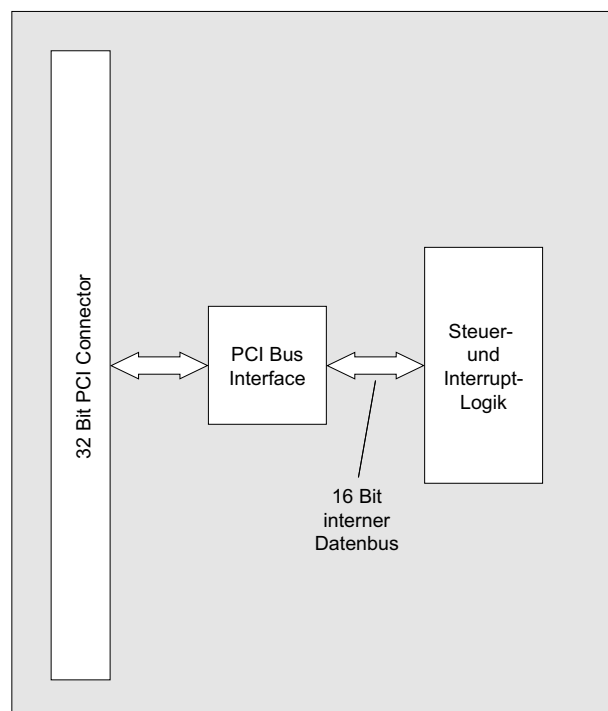 32 Bit PCI Connector
PCI Bus
Interface
Steuer-
und
Interrupt-
Logik
16 Bit
interner
Datenbus